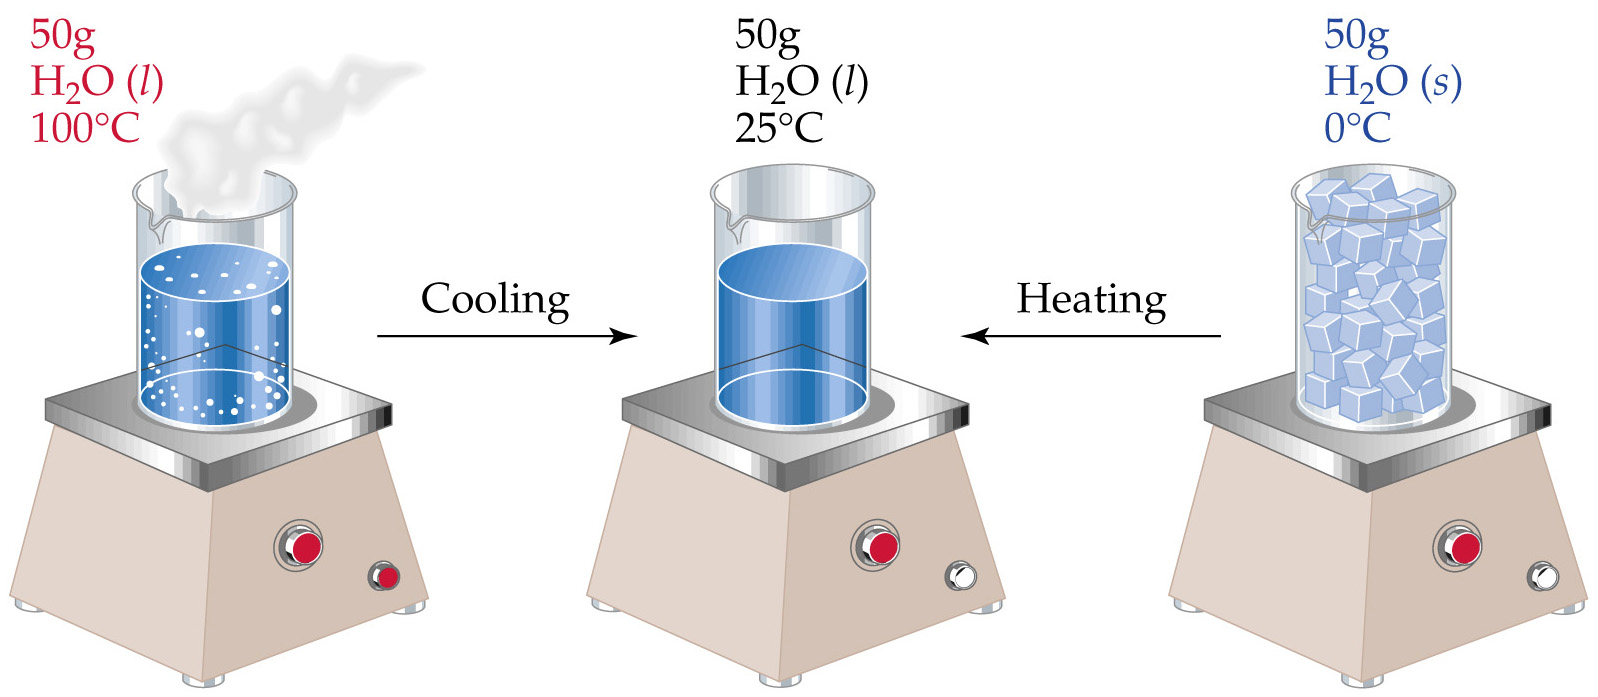 50g
H₂O (l)
100°C
50g
H₂O (l)
25°C
50g
H₂O (s)
0°C
Cooling
Heating